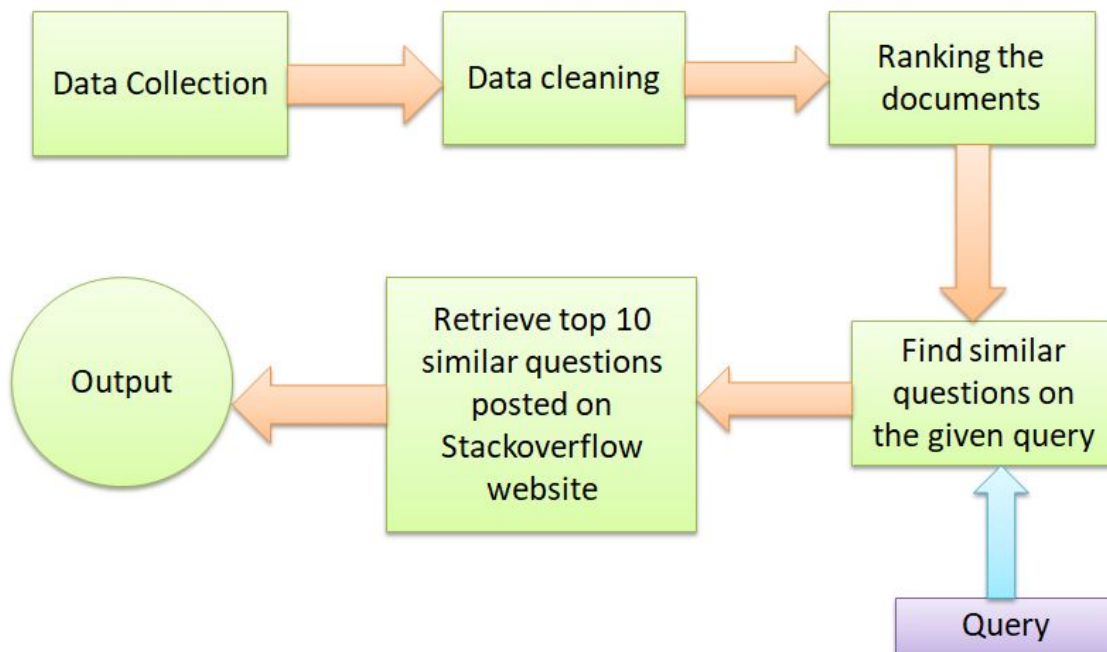 Data Collection
Data cleaning
Ranking the
documents
Find similar
questions on
the given query
Query
Retrieve top 10
similar questions
posted on
Stackoverflow
website
Output